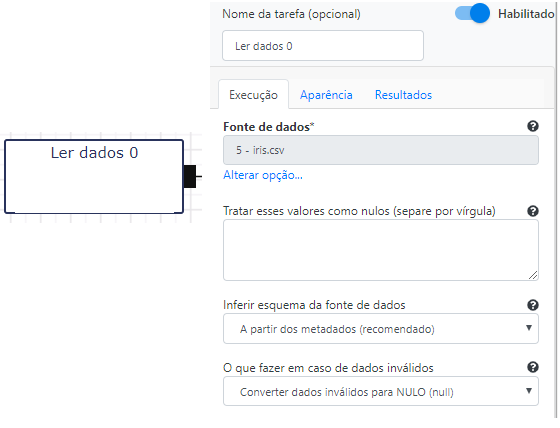 Ler dados 0
Nome da tarefa (opcional)
Habilitado
Ler dados 0
Execução
Aparência
Resultados
Fonte de dados*
5 - iris.csv
Alterar opção...
Tratar esses valores como nulos (separe por vírgula)
Inferir esquema da fonte de dados
A partir dos metadados (recomendado)
O que fazer em caso de dados inválidos
Converter dados inválidos para NULO (null)